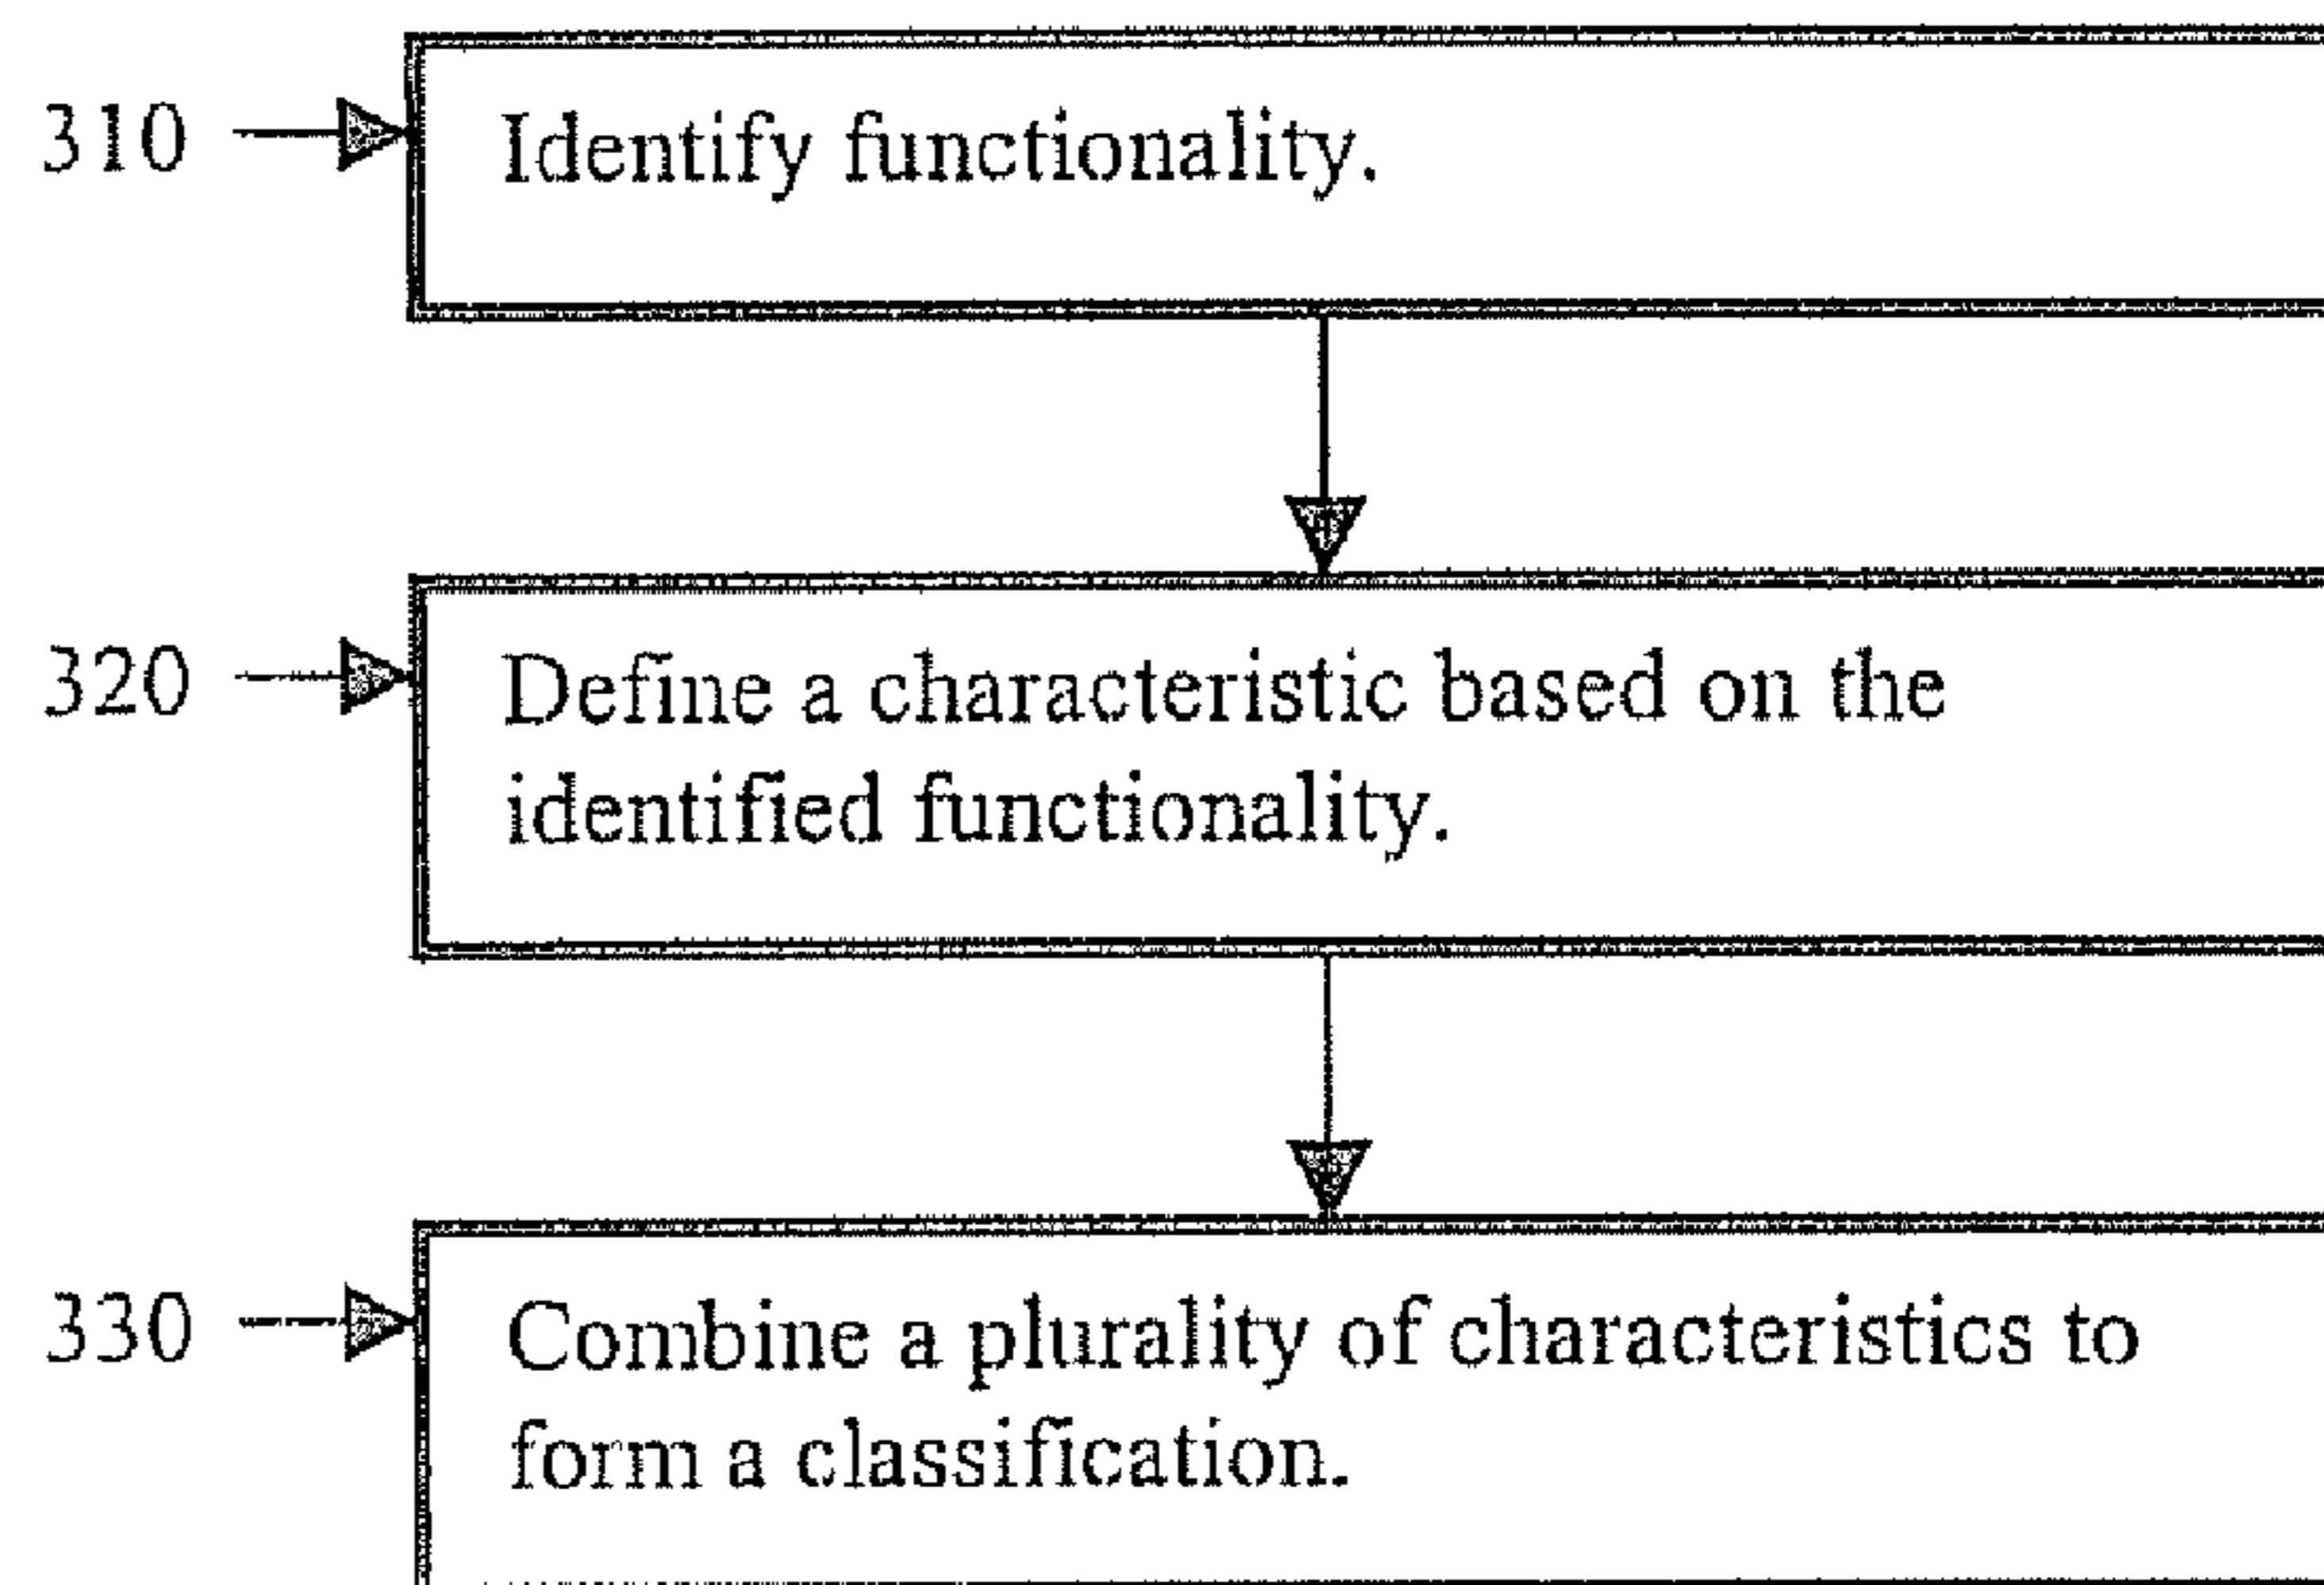 310
Identify functionality.
320
Define a characteristic based on the
identified functionality.
330
Combine a plurality of characteristics to
form a classification.